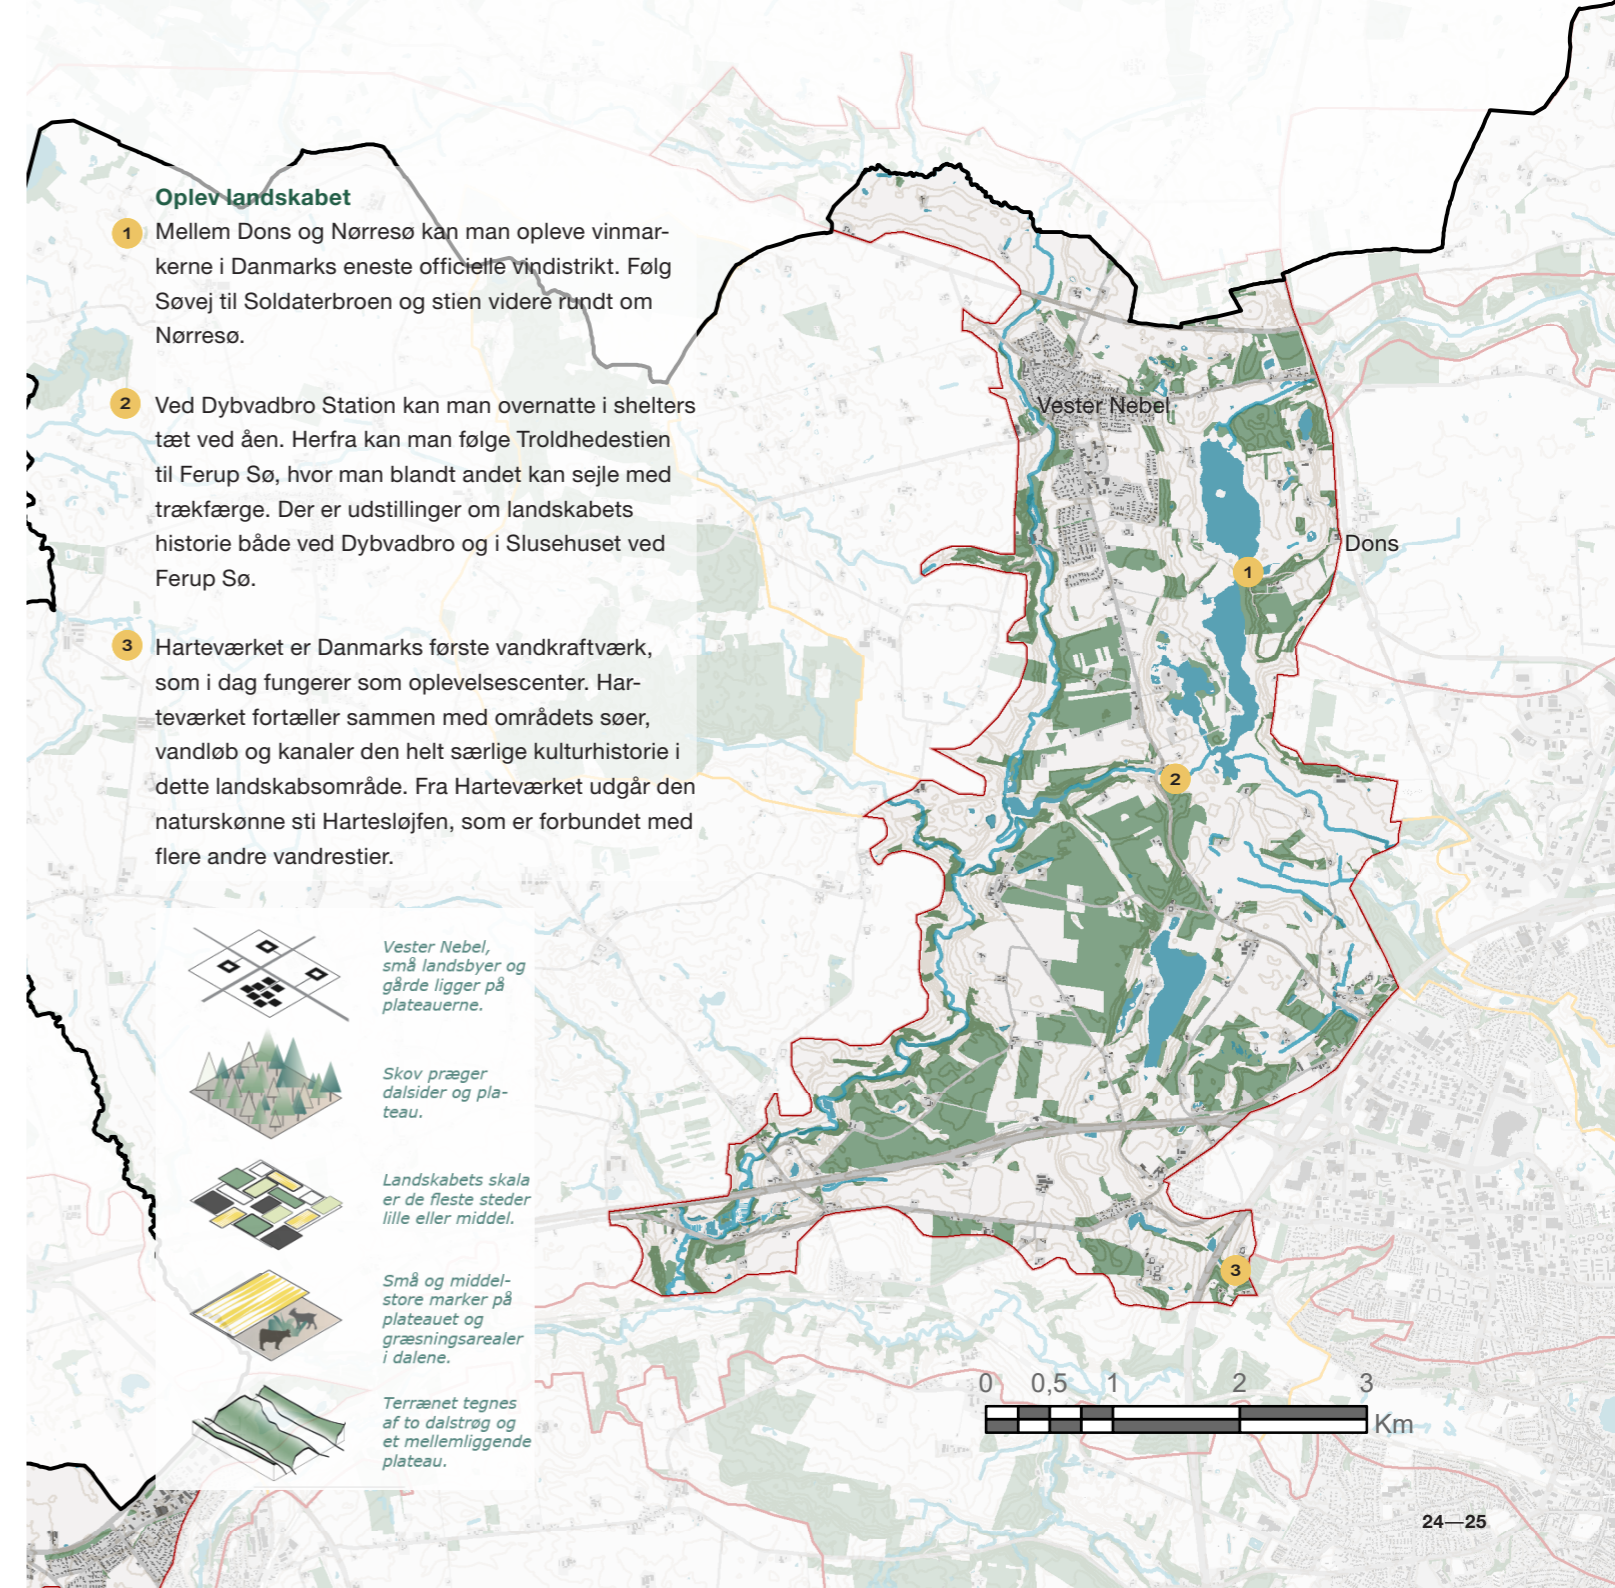 Oplev landskabet
1
Mellem Dons og Nørresø kan man opleve vinmar-
kerne i Danmarks eneste officielle vindistrikt. Følg
Søvej til Soldaterbroen og stien videre rundt om
Nørresø.
2
Ved Dybvadbro Station kan man overnatte i shelters
tæt ved åen. Herfra kan man følge Troldhedestien
til Ferup Sø, hvor man blandt andet kan sejle med
trækfærge. Der er udstillinger om landskabets
historie både ved Dybvadbro og i Slusehuset ved
Ferup Sø.
3
Harteværket er Danmarks første vandkraftværk,
som i dag fungerer som oplevelsescenter. Har-
teværket fortæller sammen med områdets søer,
vandløb og kanaler den helt særlige kulturhistorie i
dette landskabsområde. Fra Harteværket udgår den
naturskønne sti Hartesløjfen, som er forbundet med
flere andre vandrestier.
Vester Nebel,
små landsbyer og
gårde ligger på
plateauerne.
Skov præger
dalsider og pla-
teau.
Landskabets skala
er de fleste steder
lille eller middel.
Små og middel-
store marker på
plateauet og
græsningsarealer
i dalene.
Terrænet tegnes
af to dalstrøg og
et mellemliggende
plateau.
Vester Nebel
Dons
1
2
3
0 0,5 1 2 3
Km
24—25